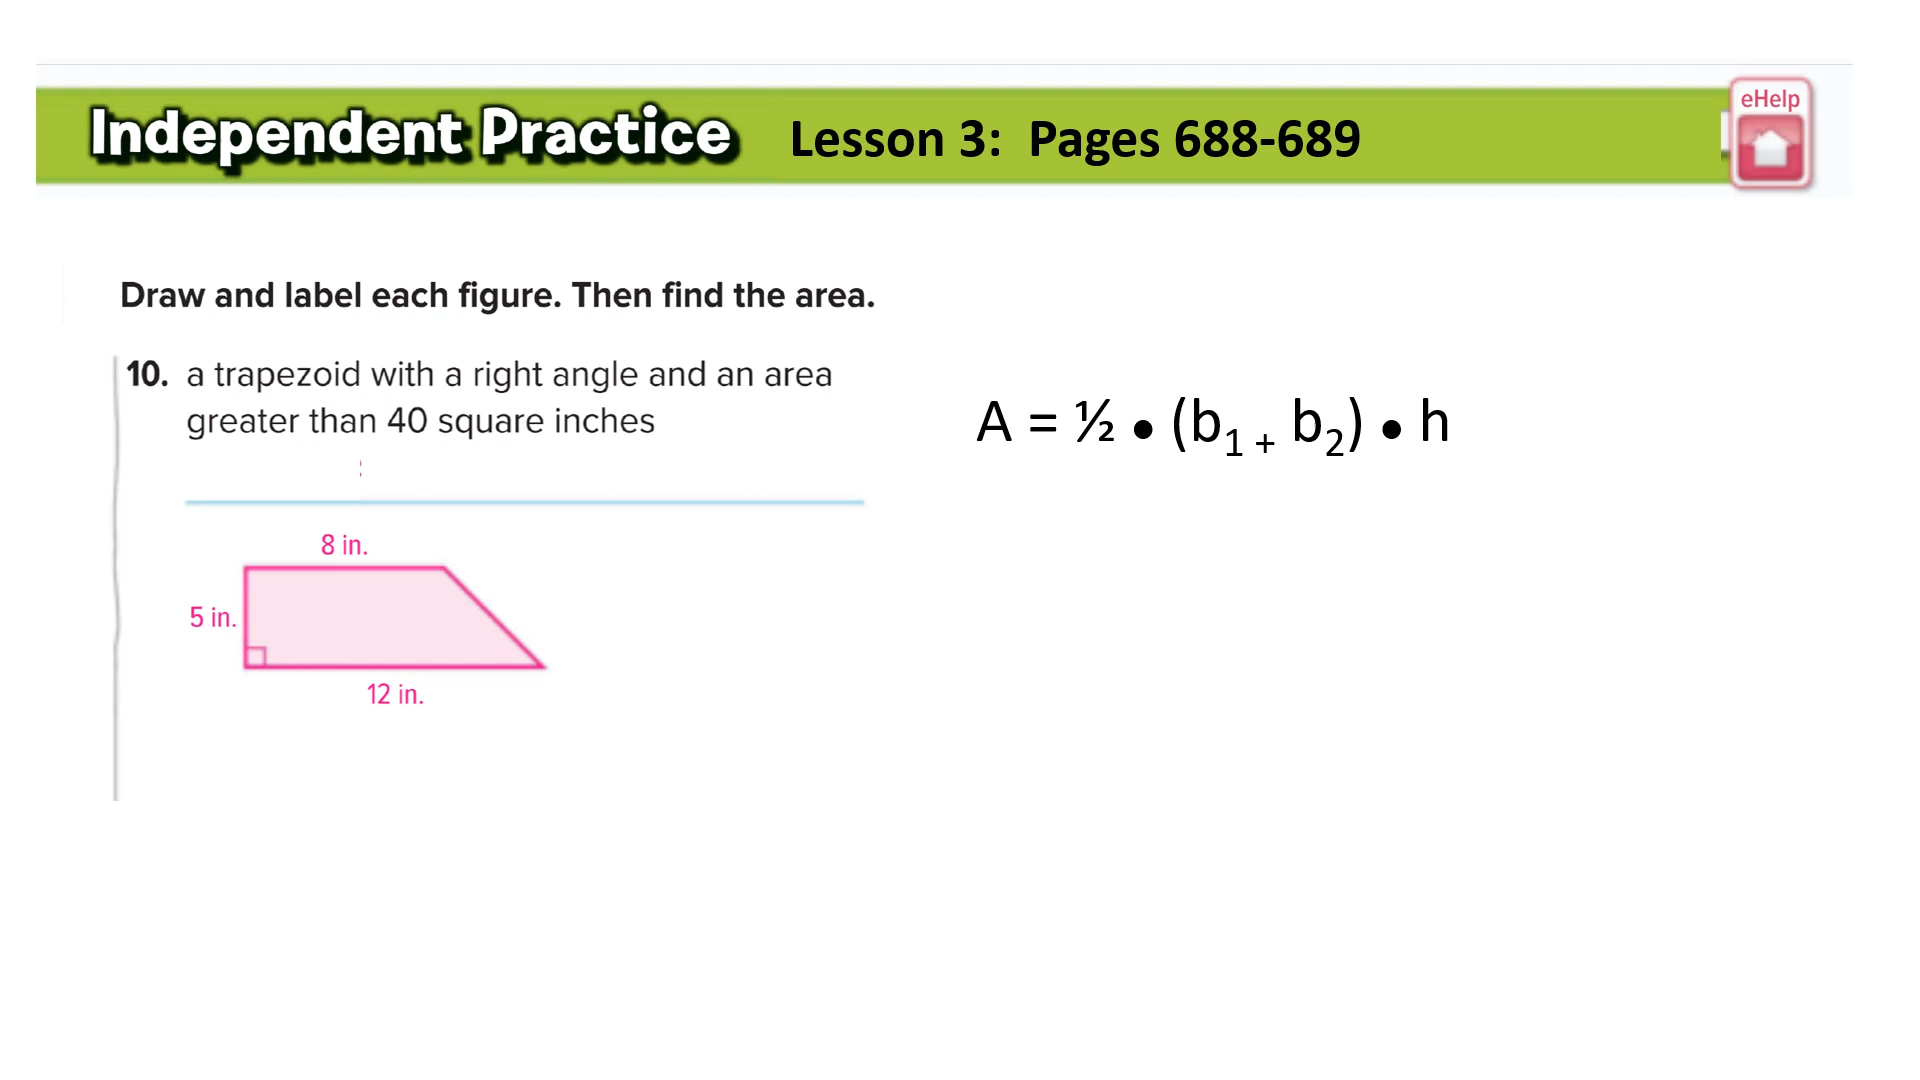 eHelp
Independent Practice Lesson 3: Pages 688-689
Draw and label each figure. Then find the area.
10. a trapezoid with a right angle and an area
greater than 40 square inches
A = ½ • (b₁ ₊ b₂) • h
8 in.
5 in.
12 in.